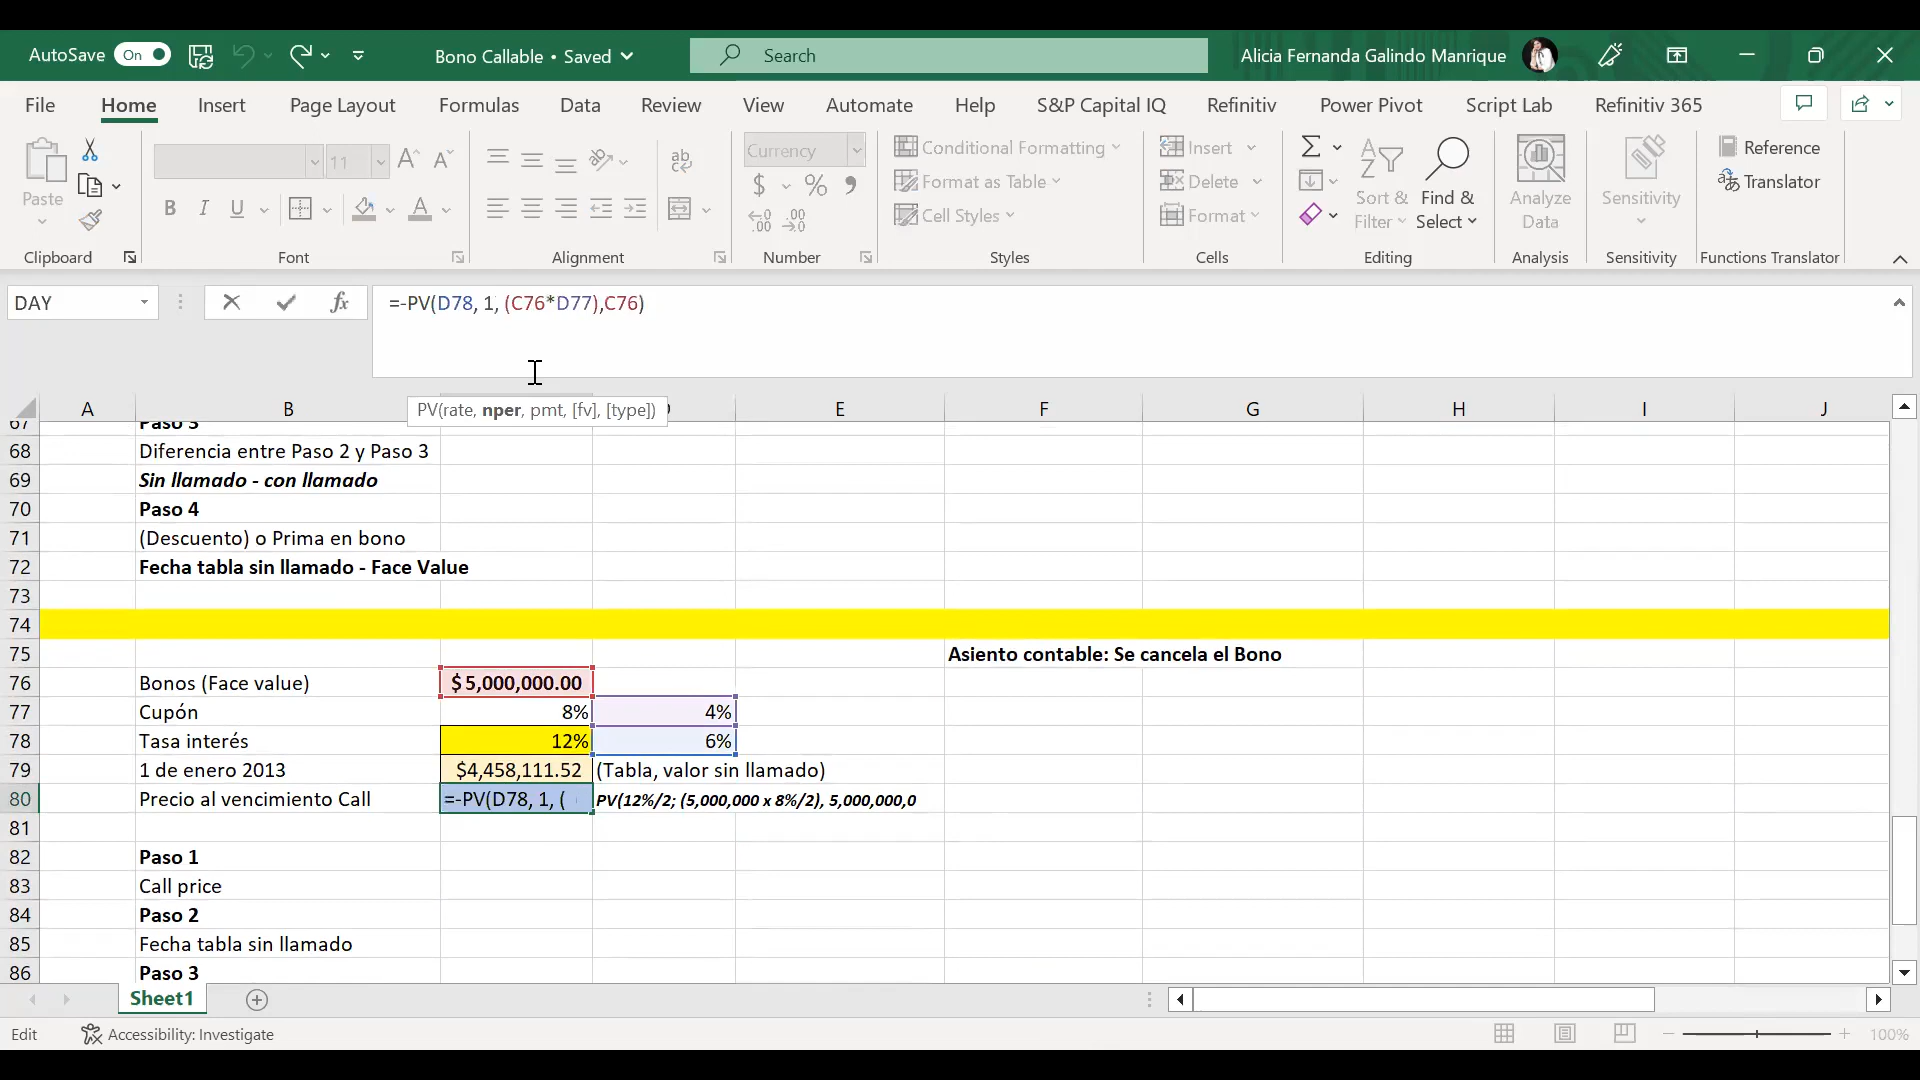 AutoSave On Bono Callable • Saved Search Alicia Fernanda Galindo Manrique
File Home Insert Page Layout Formulas Data Review View Automate Help S&P Capital IQ Refinitiv Power Pivot Script Lab Refinitiv 365
Paste
11
Currency
Conditional Formatting
Format as Table
Cell Styles
Insert
Delete
Format
Sort & Filter
Find & Select
Analyze Data
Sensitivity
Reference
Translator
Clipboard Font Alignment Number Styles Cells Editing Analysis Sensitivity Functions Translator
DAY fx =-PV(D78, 1, (C76*D77),C76)
PV(rate, nper, pmt, [fv], [type])
A B D E F G H I J
67 Paso 3
68 Diferencia entre Paso 2 y Paso 3
69 Sin llamado - con llamado
70 Paso 4
71 (Descuento) o Prima en bono
72 Fecha tabla sin llamado - Face Value
73
74
75 Asiento contable: Se cancela el Bono
76 Bonos (Face value) $ 5,000,000.00
77 Cupón 8% 4%
78 Tasa interés 12% 6%
79 1 de enero 2013 $4,458,111.52 (Tabla, valor sin llamado)
80 Precio al vencimiento Call =-PV(D78, 1, ( PV(12%/2; (5,000,000 x 8%/2), 5,000,000,0
81
82 Paso 1
83 Call price
84 Paso 2
85 Fecha tabla sin llamado
86 Paso 3
Sheet1
Edit Accessibility: Investigate 100%